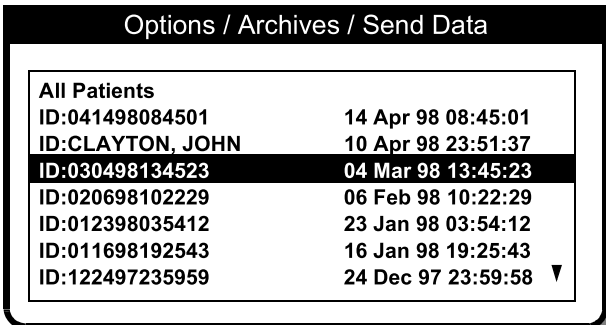 Options / Archives / Send Data
All Patients
ID:041498084501 14 Apr 98 08:45:01
ID:CLAYTON, JOHN 10 Apr 98 23:51:37
ID:030498134523 04 Mar 98 13:45:23
ID:020698102229 06 Feb 98 10:22:29
ID:012398035412 23 Jan 98 03:54:12
ID:011698192543 16 Jan 98 19:25:43
ID:122497235959 24 Dec 97 23:59:58